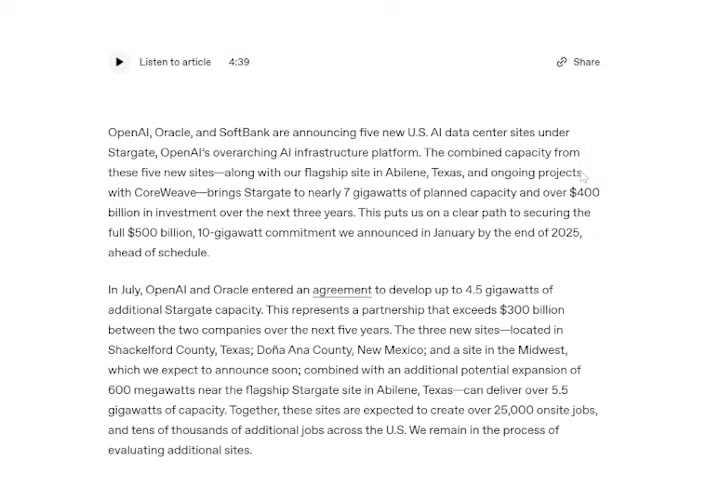 Listen to article 4:39 Share
OpenAI, Oracle, and SoftBank are announcing five new U.S. AI data center sites under
Stargate, OpenAI’s overarching AI infrastructure platform. The combined capacity from
these five new sites—along with our flagship site in Abilene, Texas, and ongoing projects
with CoreWeave—brings Stargate to nearly 7 gigawatts of planned capacity and over $400
billion in investment over the next three years. This puts us on a clear path to securing the
full $500 billion, 10-gigawatt commitment we announced in January by the end of 2025,
ahead of schedule.
In July, OpenAI and Oracle entered an agreement to develop up to 4.5 gigawatts of
additional Stargate capacity. This represents a partnership that exceeds $300 billion
between the two companies over the next five years. The three new sites—located in
Shackelford County, Texas; Doña Ana County, New Mexico; and a site in the Midwest,
which we expect to announce soon; combined with an additional potential expansion of
600 megawatts near the flagship Stargate site in Abilene, Texas—can deliver over 5.5
gigawatts of capacity. Together, these sites are expected to create over 25,000 onsite jobs,
and tens of thousands of additional jobs across the U.S. We remain in the process of
evaluating additional sites.